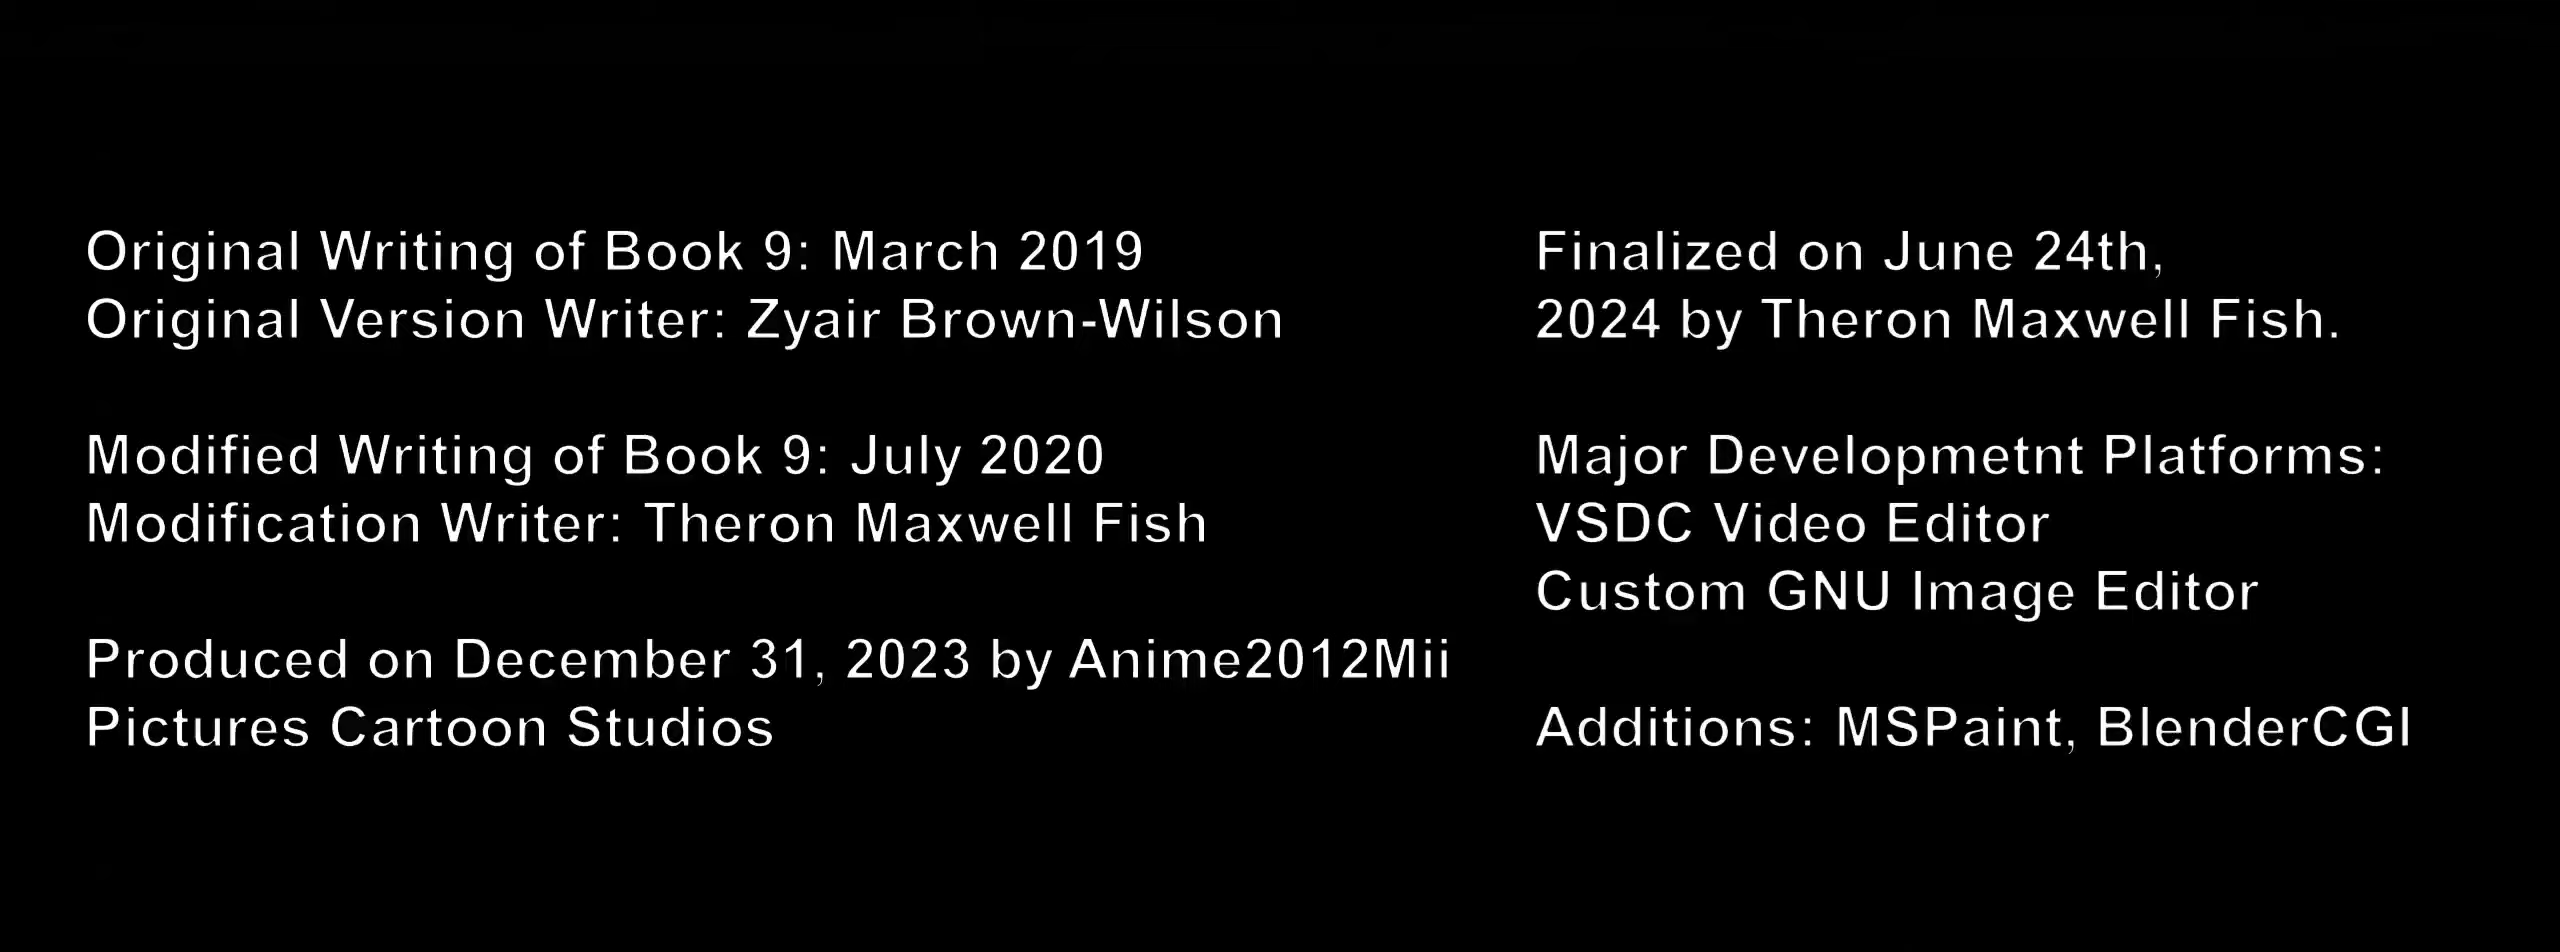 Original Writing of Book 9: March 2019
Original Version Writer: Zyair Brown-Wilson
Modified Writing of Book 9: July 2020
Modification Writer: Theron Maxwell Fish
Produced on December 31, 2023 by Anime2012Mii
Pictures Cartoon Studios
Finalized on June 24th,
2024 by Theron Maxwell Fish.
Major Developmetnt Platforms:
VSDC Video Editor
Custom GNU Image Editor
Additions: MSPaint, BlenderCGI